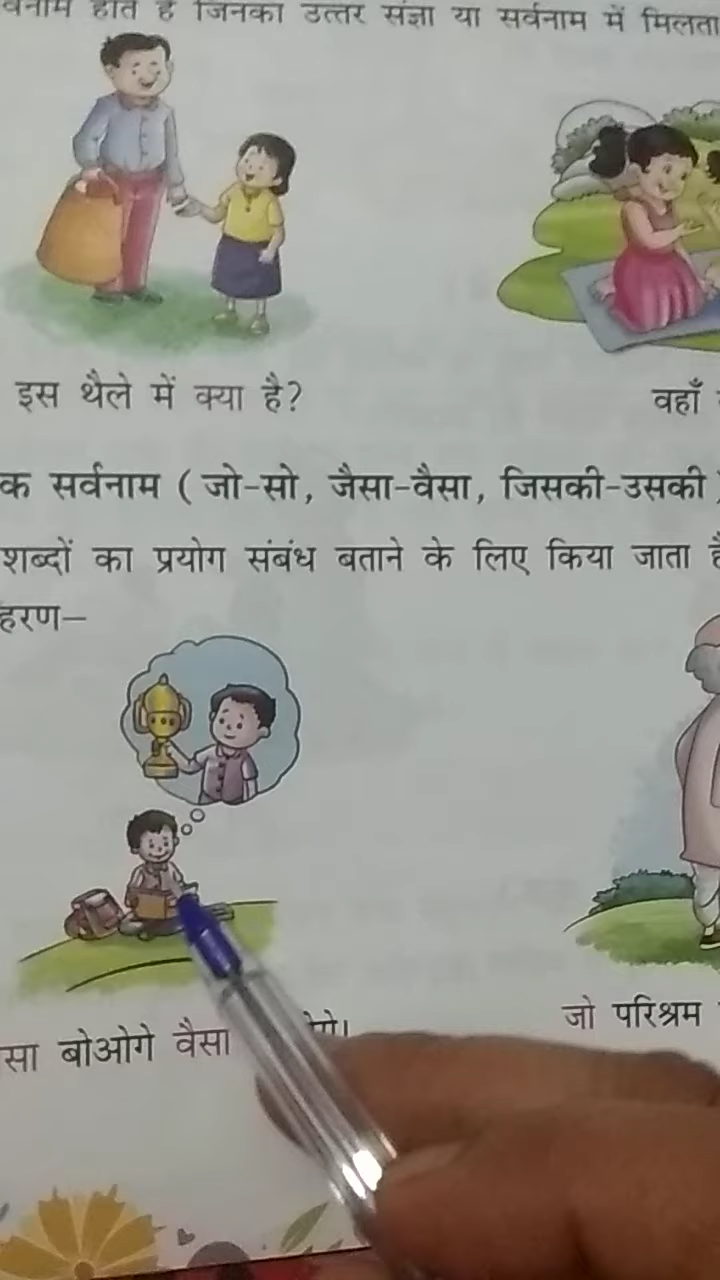 र्वनाम होते हैं जिनका उत्तर संज्ञा या सर्वनाम में मिलता
इस थैले में क्या है?
वहाँ
क सर्वनाम (जो-सो, जैसा-वैसा, जिसकी-उसकी)
शब्दों का प्रयोग संबंध बताने के लिए किया जाता है
हरण–
जो परिश्रम
सा बोओगे वैसा